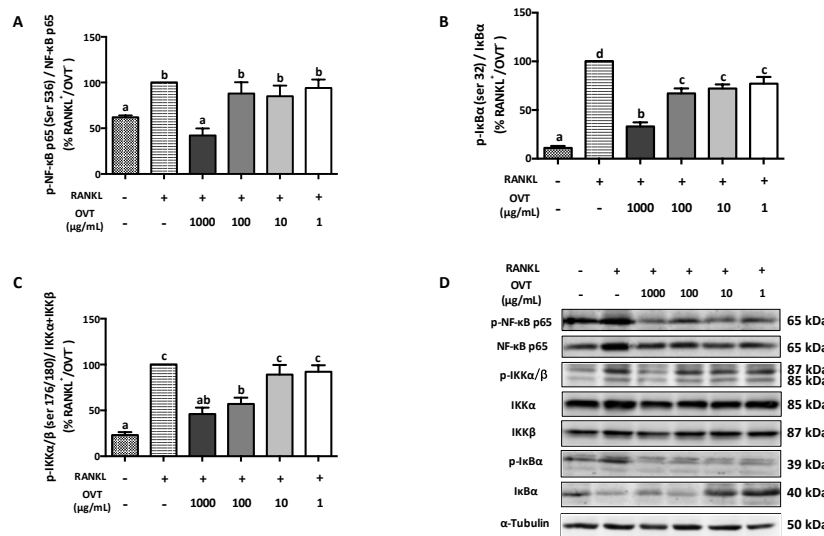 A
p-NF-κB p65 (Ser 536) / NF-κB p65
(% RANKL⁺/OVT⁻)
150
100
50
0
a b a b b b
RANKL - + + + + +
OVT
(µg/mL) - - 1000 100 10 1
B
p-IκBα (ser 32) / IκBα
(% RANKL⁺/OVT⁻)
150
100
50
0
a d b c c c
RANKL - + + + + +
OVT
(µg/mL) - - 1000 100 10 1
C
p-IKKα/β (ser 176/180)/ IKKα+IKKβ
(% RANKL⁺/OVT⁻)
150
100
50
0
a c ab b c c
RANKL - + + + + +
OVT
(µg/mL) - - 1000 100 10 1
D
RANKL - + + + + +
OVT
(µg/mL) - - 1000 100 10 1
p-NF-κB p65 65 kDa
NF-κB p65 65 kDa
p-IKKα/β 87 kDa
85 kDa
IKKα 85 kDa
IKKβ 87 kDa
p-IκBα 39 kDa
IκBα 40 kDa
α-Tubulin 50 kDa